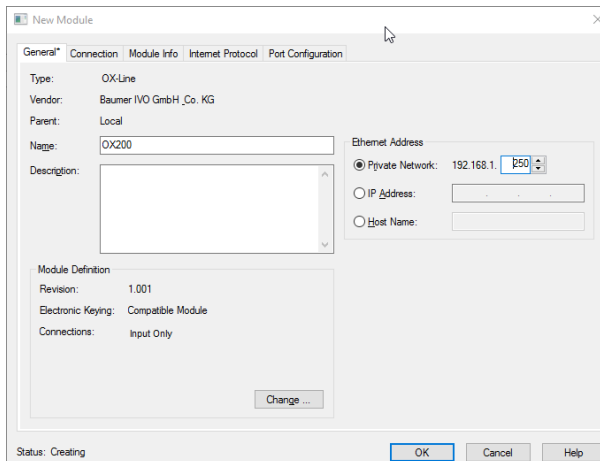 New Module
General* Connection Module Info Internet Protocol Port Configuration
Type: OX-Line
Vendor: Baumer IVO GmbH _Co. KG
Parent: Local
Name: OX200
Description:
Ethernet Address
Private Network: 192.168.1. 250
IP Address: . . .
Host Name:
Module Definition
Revision: 1.001
Electronic Keying: Compatible Module
Connections: Input Only
Change ...
Status: Creating
OK Cancel Help